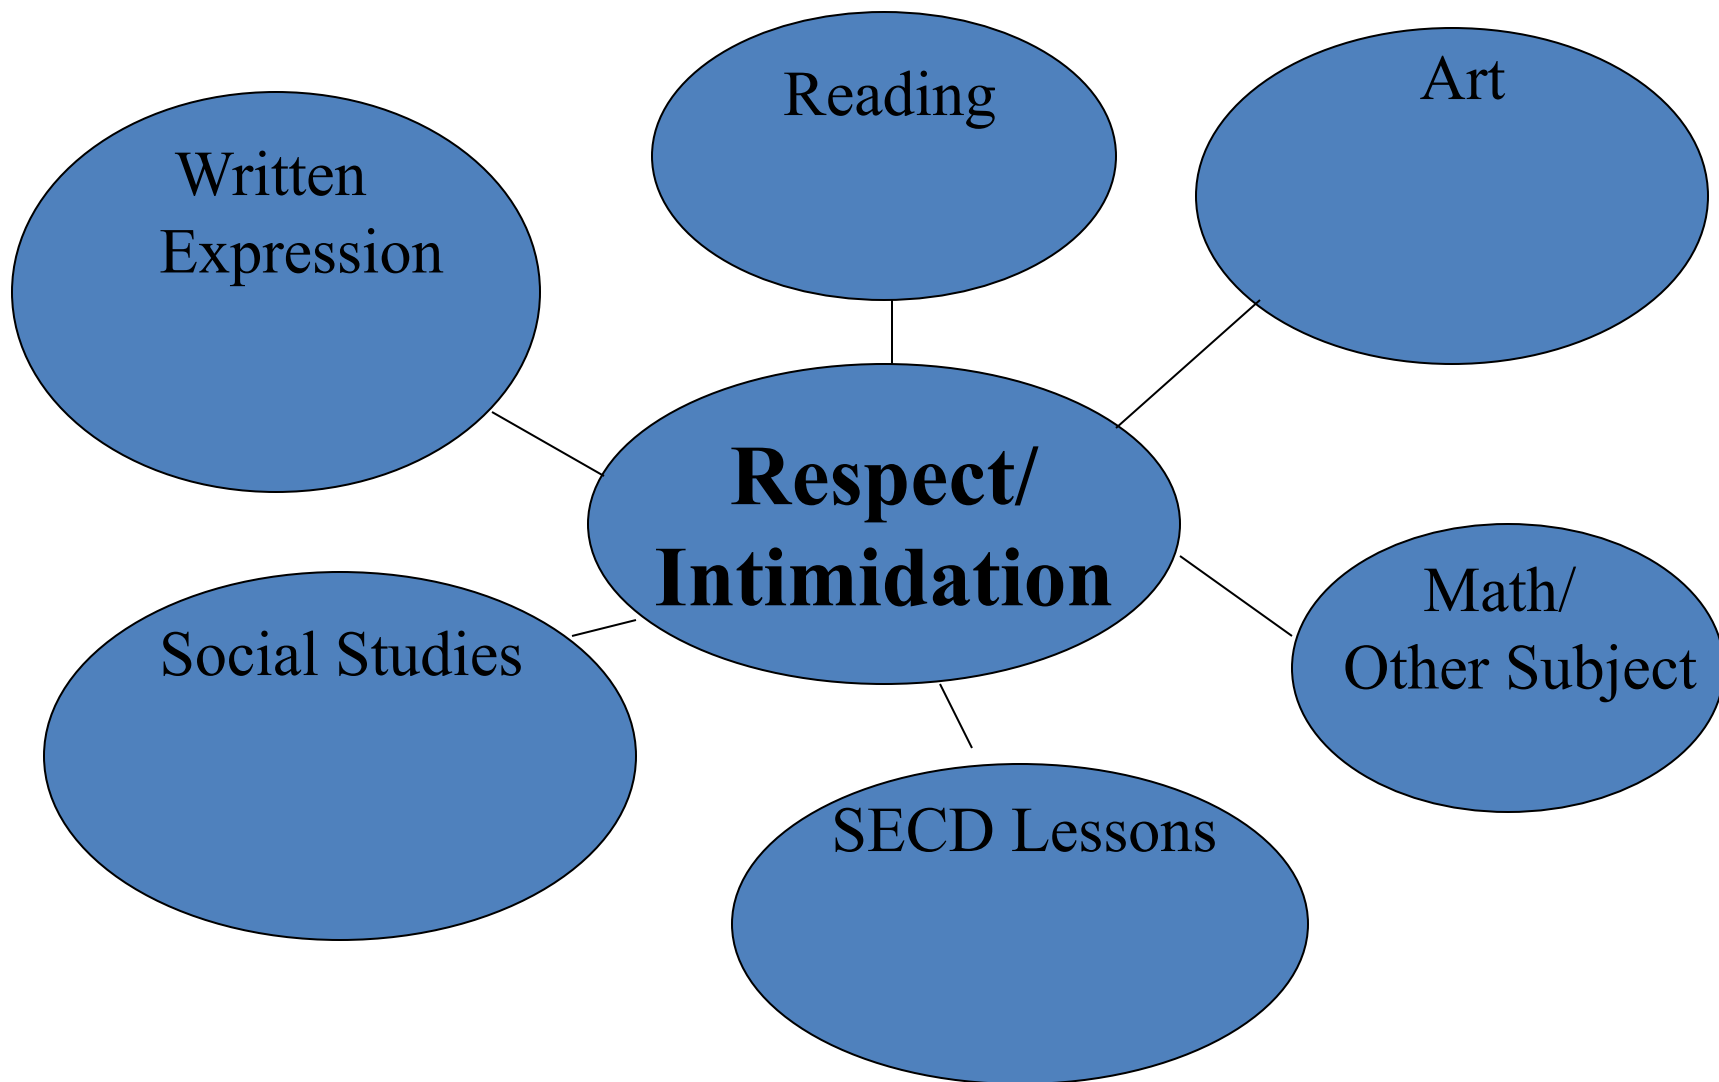 Reading
Art
Written
Expression
Respect/
Intimidation
Math/
Other Subject
Social Studies
SECD Lessons